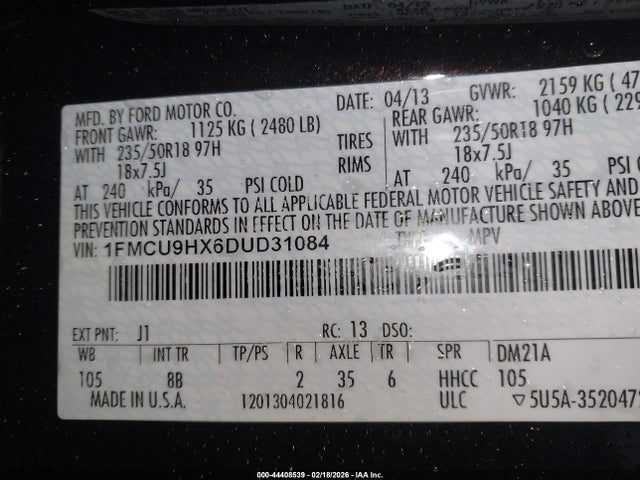 DATE: 04/13 GVWR:
MFD. BY FORD MOTOR CO. DATE: 04/13 GVWR: 2159 KG ( 47
FRONT GAWR: 1125 KG ( 2480 LB) REAR GAWR: 1040 KG ( 229
WITH 235/50R18 97H TIRES WITH 235/50R18 97H
18x7.5J RIMS 18x7.5J
AT 240 kPa/ 35 PSI COLD AT 240 kPa/ 35 PSI COLD
THIS VEHICLE CONFORMS TO ALL APPLICABLE FEDERAL MOTOR VEHICLE SAFETY AND
PREVENTION STANDARDS IN EFFECT ON THE DATE OF MANUFACTURE SHOWN ABOVE
VIN: 1FMCU9HX6DUD31084 MPV
EXT PNT: J1 RC: 13 DSO:
WB INT TR TP/PS R AXLE TR SPR DM21A
105 8B 2 35 6 HHCC 105
MADE IN U.S.A. 1201304021816 ULC ▽5U5A-3520472
000-44408539 - 02/18/2026 - IAA Inc.